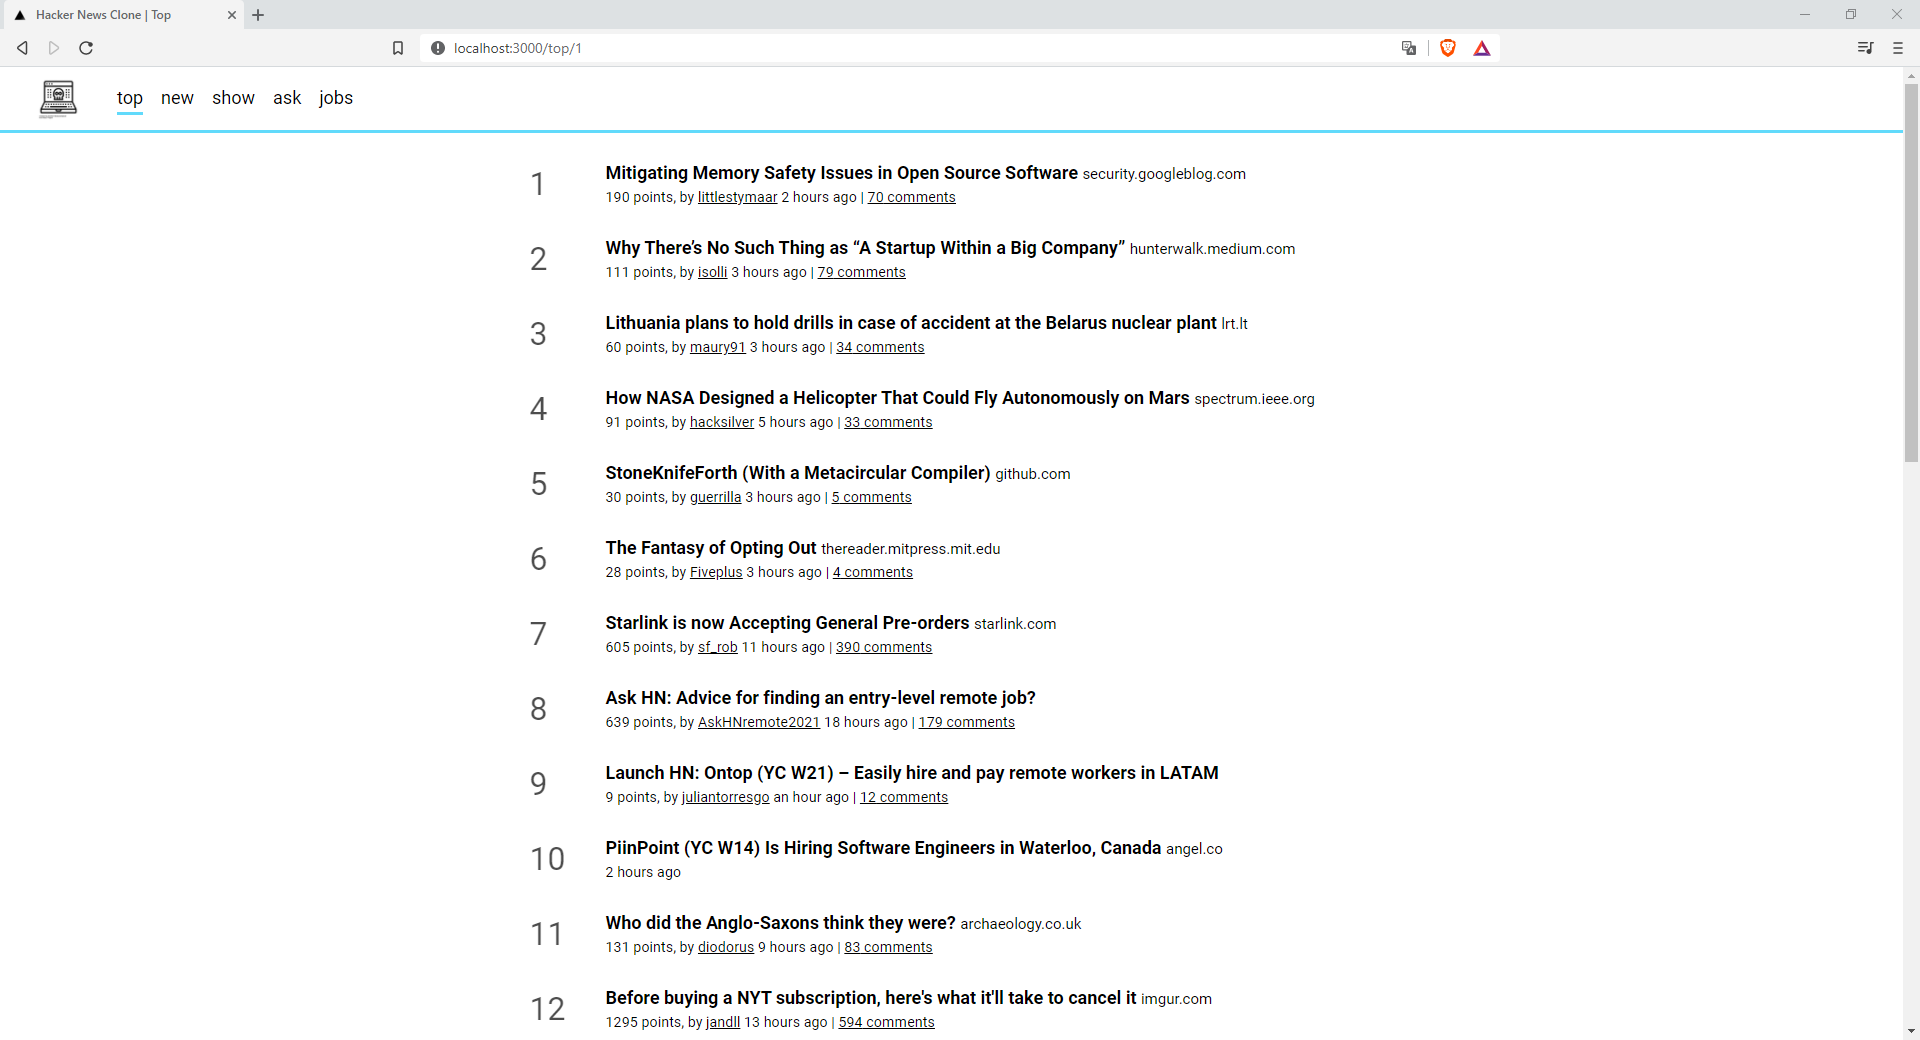 Hacker News Clone | Top
localhost:3000/top/1
top new show ask jobs
1
Mitigating Memory Safety Issues in Open Source Software security.googleblog.com
190 points, by littlestymaar 2 hours ago | 70 comments
2
Why There’s No Such Thing as “A Startup Within a Big Company” hunterwalk.medium.com
111 points, by isolli 3 hours ago | 79 comments
3
Lithuania plans to hold drills in case of accident at the Belarus nuclear plant lrt.lt
60 points, by maury91 3 hours ago | 34 comments
4
How NASA Designed a Helicopter That Could Fly Autonomously on Mars spectrum.ieee.org
91 points, by hacksilver 5 hours ago | 33 comments
5
StoneKnifeForth (With a Metacircular Compiler) github.com
30 points, by guerrilla 3 hours ago | 5 comments
6
The Fantasy of Opting Out thereader.mitpress.mit.edu
28 points, by Fiveplus 3 hours ago | 4 comments
7
Starlink is now Accepting General Pre-orders starlink.com
605 points, by sf_rob 11 hours ago | 390 comments
8
Ask HN: Advice for finding an entry-level remote job?
639 points, by AskHNremote2021 18 hours ago | 179 comments
9
Launch HN: Ontop (YC W21) – Easily hire and pay remote workers in LATAM
9 points, by juliantorresgo an hour ago | 12 comments
10
PiinPoint (YC W14) Is Hiring Software Engineers in Waterloo, Canada angel.co
2 hours ago
11
Who did the Anglo-Saxons think they were? archaeology.co.uk
131 points, by diodorus 9 hours ago | 83 comments
12
Before buying a NYT subscription, here's what it'll take to cancel it imgur.com
1295 points, by jandll 13 hours ago | 594 comments